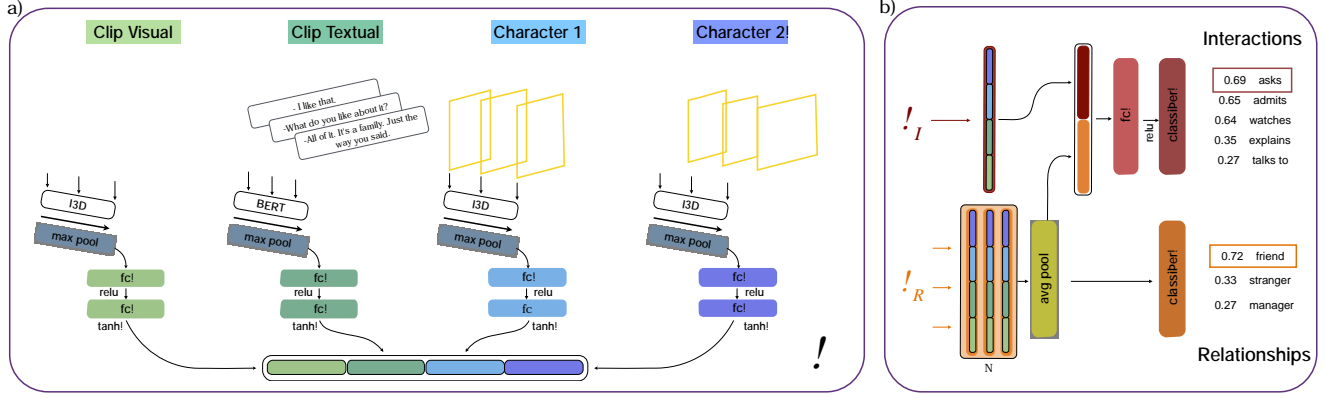 a)
Clip Visual
Clip Textual
Character 1
Character 2!
- I like that.
-What do you like about it?
-All of it. It's a family. Just the
way you said.
I3D
BERT
I3D
I3D
max pool
max pool
max pool
max pool
fc!
fc!
fc!
fc!
relu
relu
relu
relu
fc!
fc!
fc
fc!
tanh!
tanh!
tanh!
tanh!
!
b)
Interactions
!I
fc!
relu
classiÞer!
0.69 asks
0.65 admits
0.64 watches
0.35 explains
0.27 talks to
!R
N
avg pool
classiÞer!
0.72 friend
0.33 stranger
0.27 manager
Relationships